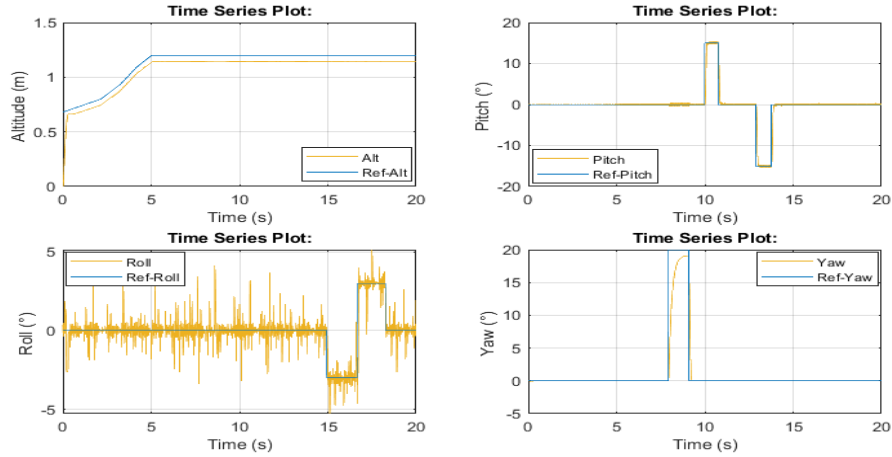 Time Series Plot:
Altitude (m)
1.5
1
0.5
0
Alt
Ref-Alt
0 5 10 15 20
Time (s)
Time Series Plot:
Pitch (°)
20
10
0
-10
-20
Pitch
Ref-Pitch
0 5 10 15 20
Time (s)
Time Series Plot:
Roll (°)
5
0
-5
Roll
Ref-Roll
0 5 10 15 20
Time (s)
Time Series Plot:
Yaw (°)
20
15
10
5
0
-5
Yaw
Ref-Yaw
0 5 10 15 20
Time (s)